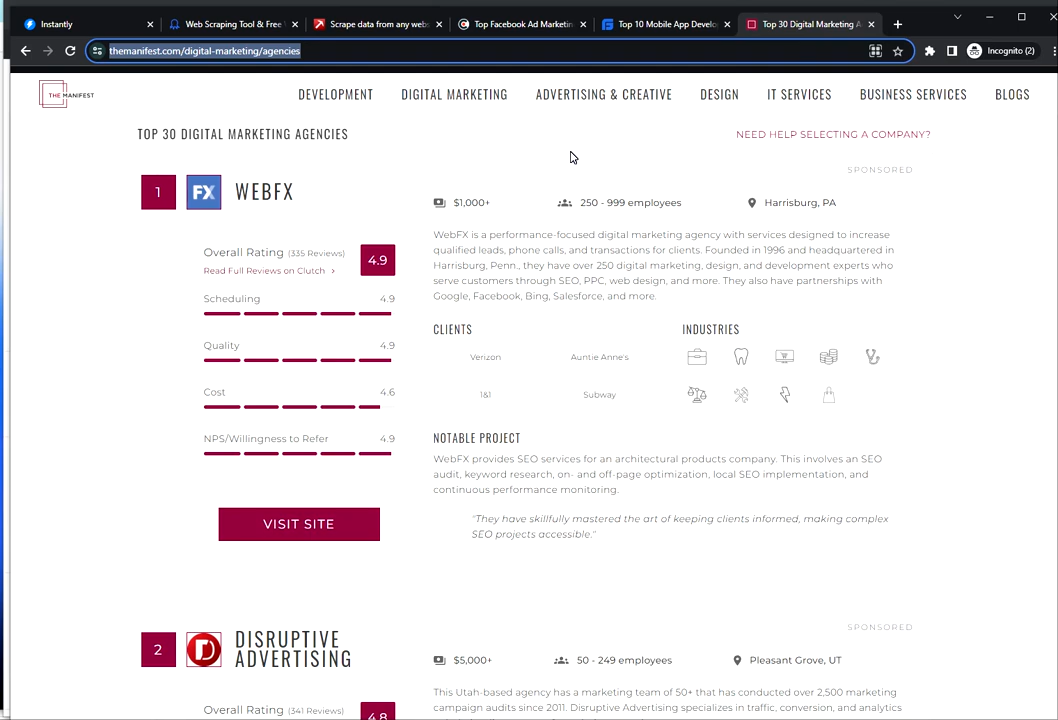 Instantly
Web Scraping Tool & Free
Scrape data from any webs
Top Facebook Ad Marketin
Top 10 Mobile App Develo
Top 30 Digital Marketing A
themanifest.com/digital-marketing/agencies
Incognito (2)
THE MANIFEST
DEVELOPMENT
DIGITAL MARKETING
ADVERTISING & CREATIVE
DESIGN
IT SERVICES
BUSINESS SERVICES
BLOGS
TOP 30 DIGITAL MARKETING AGENCIES
NEED HELP SELECTING A COMPANY?
SPONSORED
1
FX
WEBFX
$1,000+
250 - 999 employees
Harrisburg, PA
Overall Rating (335 Reviews)
4.9
Read Full Reviews on Clutch
Scheduling 4.9
Quality 4.9
Cost 4.6
NPS/Willingness to Refer 4.9
VISIT SITE
WebFX is a performance-focused digital marketing agency with services designed to increase
qualified leads, phone calls, and transactions for clients. Founded in 1996 and headquartered in
Harrisburg, Penn., they have over 250 digital marketing, design, and development experts who
serve customers through SEO, PPC, web design, and more. They also have partnerships with
Google, Facebook, Bing, Salesforce, and more.
CLIENTS
Verizon
Auntie Anne's
1&1
Subway
INDUSTRIES
NOTABLE PROJECT
WebFX provides SEO services for an architectural products company. This involves an SEO
audit, keyword research, on- and off-page optimization, local SEO implementation, and
continuous performance monitoring.
"They have skillfully mastered the art of keeping clients informed, making complex
SEO projects accessible."
SPONSORED
2
D
DISRUPTIVE
ADVERTISING
$5,000+
50 - 249 employees
Pleasant Grove, UT
Overall Rating (341 Reviews)
4.8
This Utah-based agency has a marketing team of 50+ that has conducted over 2,500 marketing
campaign audits since 2011. Disruptive Advertising specializes in traffic, conversion, and analytics